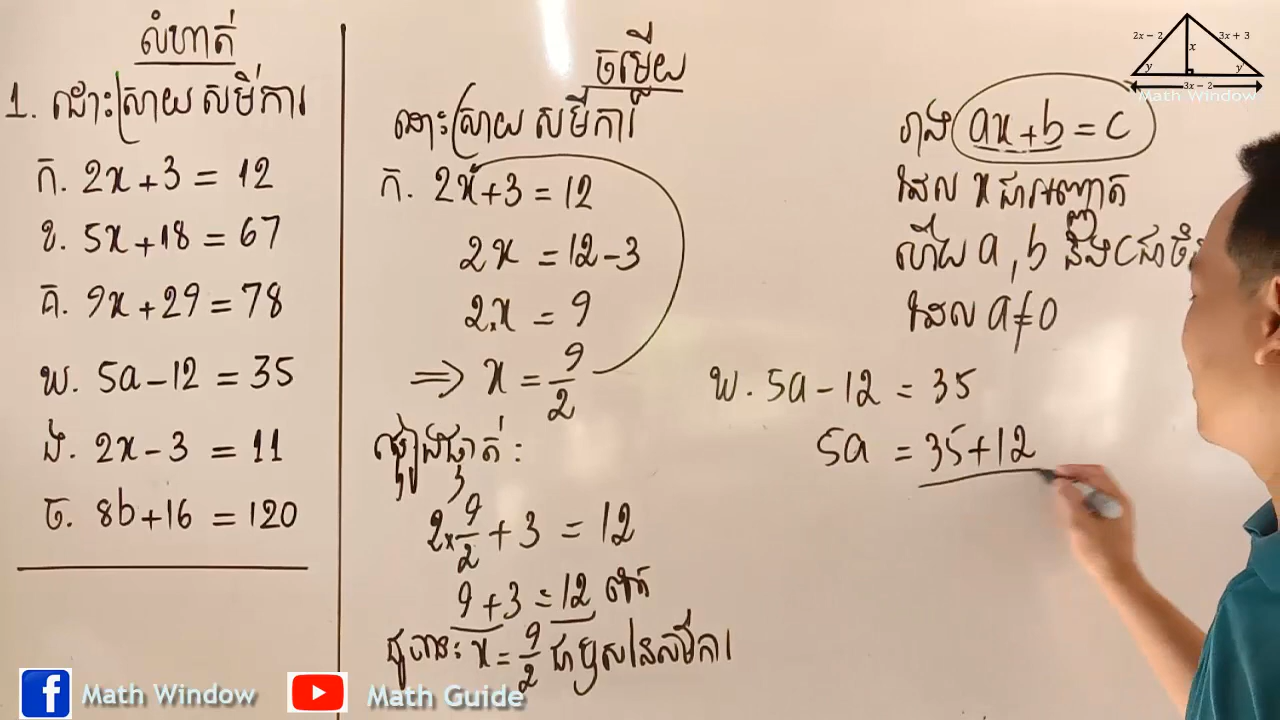 លំហាត់
1. ដោះស្រាយសមីការ
ក. 2x + 3 = 12
ខ. 5x + 18 = 67
គ. 9x + 29 = 78
ឃ. 5a − 12 = 35
ង. 2x − 3 = 11
ច. 8b + 16 = 120
ចម្លើយ
ដោះស្រាយសមីការ
ក. 2x + 3 = 12
2x = 12 − 3
2x = 9
⇒ x = 9/2
ផ្ទៀងផ្ទាត់ :
2 × 9/2 + 3 = 12
9 + 3 = 12 ពិត
ដូចនេះ x = 9/2 ជាឫសនៃសមីការ
រាង ax + b = c
ដែល x ជាអញ្ញាត
ហើយ a , b និង c ជាចំ
ដែល a ≠ 0
ឃ. 5a − 12 = 35
5a = 35 + 12
2x − 2
3x + 3
x
y
y
3x − 2
Math Window
Math Window
Math Guide